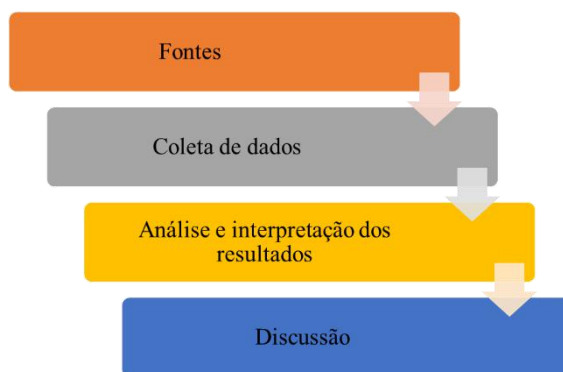 Fontes
Coleta de dados
Análise e interpretação dos
resultados
Discussão